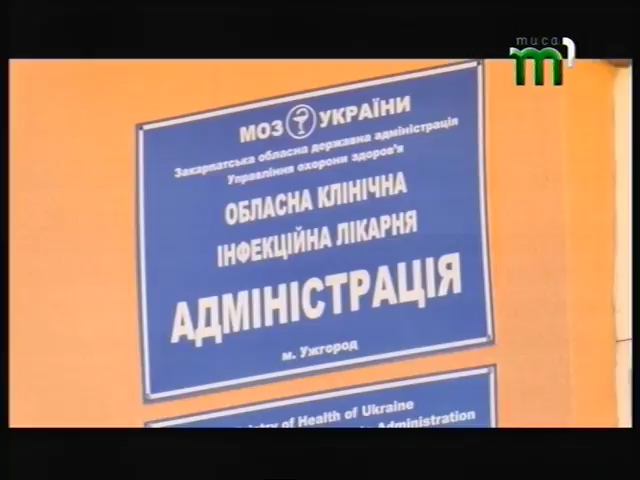 тиса
МОЗ УКРАЇНИ
Закарпатська обласна державна адміністрація
Управління охорони здоров'я
ОБЛАСНА КЛІНІЧНА
ІНФЕКЦІЙНА ЛІКАРНЯ
АДМІНІСТРАЦІЯ
м. Ужгород
of Health of Ukraine
Administration